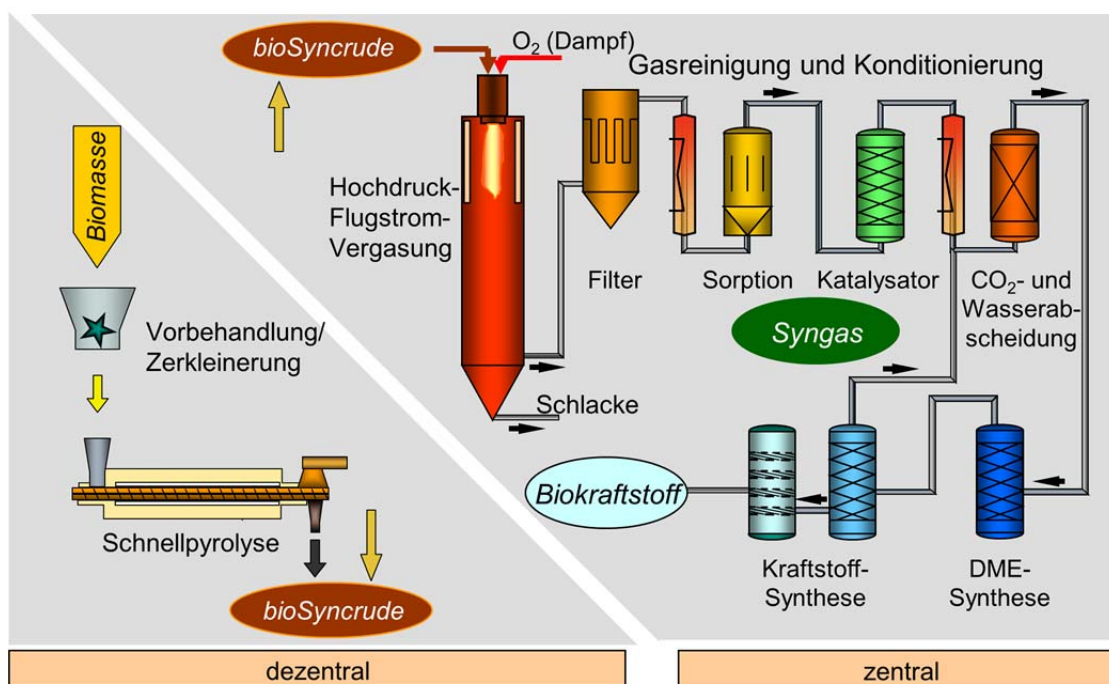 bioSyncrude
O₂ (Dampf)
Gasreinigung und Konditionierung
Biomasse
Hochdruck-
Flugstrom-
Vergasung
Filter
Sorption
Katalysator
CO₂- und
Wasserab-
scheidung
Vorbehandlung/
Zerkleinerung
Syngas
Schlacke
Biokraftstoff
Schnellpyrolyse
Kraftstoff-
Synthese
DME-
Synthese
bioSyncrude
dezentral
zentral